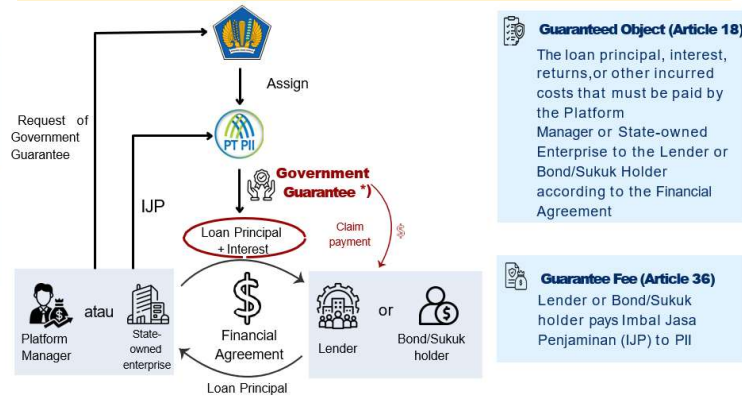 Assign
Request of
Government
Guarantee
PT PII
Government
Guarantee *)
IJP
Loan Principal
+ Interest
Claim
payment
atau
Platform
Manager
State-
owned
enterprise
Financial
Agreement
or
Lender
Bond/Sukuk
holder
Loan Principal
Guaranteed Object (Article 18)
The loan principal, interest,
returns,or other incurred
costs that must be paid by
the Platform
Manager or State-owned
Enterprise to the Lender or
Bond/Sukuk Holder
according to the Financial
Agreement
Guarantee Fee (Article 36)
Lender or Bond/Sukuk
holder pays Imbal Jasa
Penjaminan (IJP) to PII